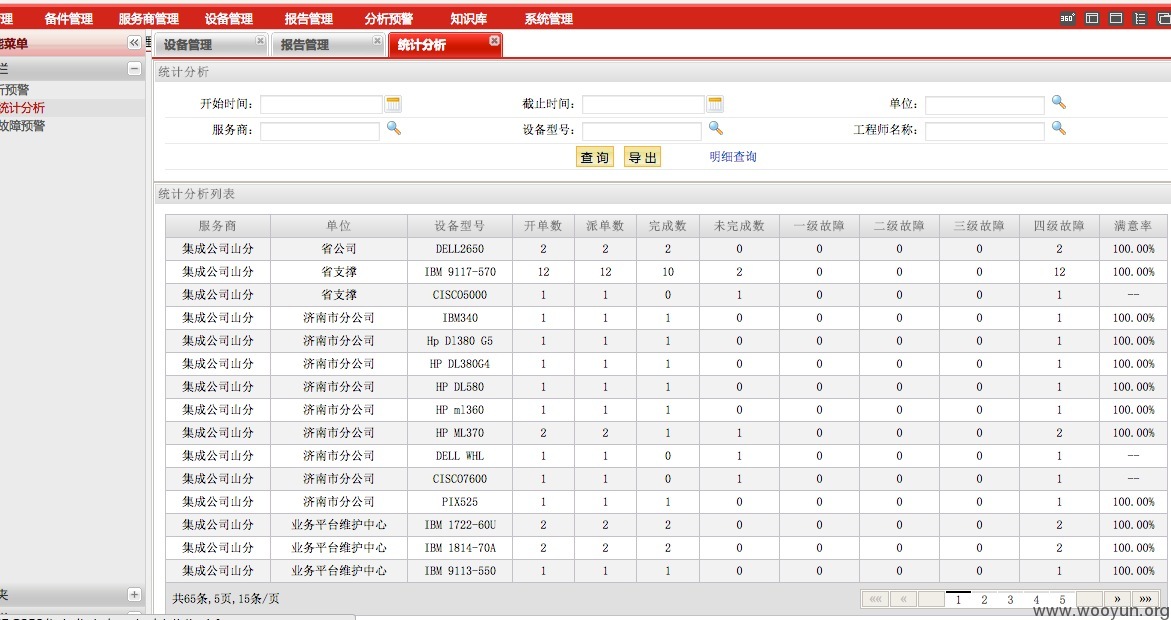 管理 备件管理 服务商管理 设备管理 报告管理 分析预警 知识库 系统管理 360°
能菜单 设备管理 报告管理 统计分析
栏 统计分析
析预警
统计分析
故障预警
开始时间: 截止时间: 单位:
服务商: 设备型号: 工程师名称:
查询 导出 明细查询
统计分析列表
服务商 单位 设备型号 开单数 派单数 完成数 未完成数 一级故障 二级故障 三级故障 四级故障 满意率
集成公司山分 省公司 DELL2650 2 2 2 0 0 0 0 2 100.00%
集成公司山分 省支撑 IBM 9117-570 12 12 10 2 0 0 0 12 100.00%
集成公司山分 省支撑 CISCO5000 1 1 0 1 0 0 0 1 --
集成公司山分 济南市分公司 IBM340 1 1 1 0 0 0 0 1 100.00%
集成公司山分 济南市分公司 Hp Dl380 G5 1 1 1 0 0 0 0 1 100.00%
集成公司山分 济南市分公司 HP DL380G4 1 1 1 0 0 0 0 1 100.00%
集成公司山分 济南市分公司 HP DL580 1 1 1 0 0 0 0 1 100.00%
集成公司山分 济南市分公司 HP ml360 1 1 1 0 0 0 0 1 100.00%
集成公司山分 济南市分公司 HP ML370 2 2 1 1 0 0 0 2 100.00%
集成公司山分 济南市分公司 DELL WHL 1 1 0 1 0 0 0 1 --
集成公司山分 济南市分公司 CISCO7600 1 1 0 1 0 0 0 1 --
集成公司山分 济南市分公司 PIX525 1 1 1 0 0 0 0 1 100.00%
集成公司山分 业务平台维护中心 IBM 1722-60U 2 2 2 0 0 0 0 2 100.00%
集成公司山分 业务平台维护中心 IBM 1814-70A 2 2 2 0 0 0 0 2 100.00%
集成公司山分 业务平台维护中心 IBM 9113-550 1 1 1 0 0 0 0 1 100.00%
夹 共65条,5页,15条/页 «« « 1 2 3 4 5 » »»
www.wooyun.org